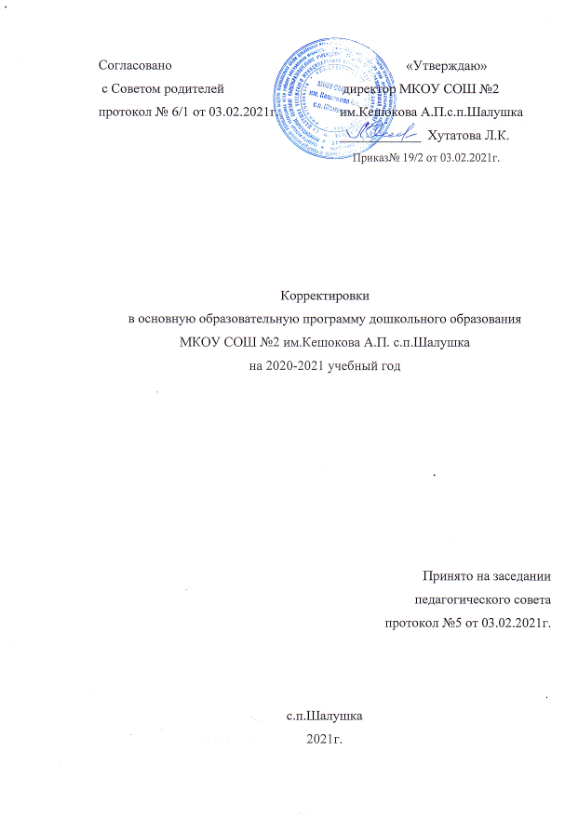 Согласовано «Утверждаю»
с Советом родителей директор МКОУ СОШ №2
протокол № 6/1 от 03.02.2021г. им.Кешокова А.П.с.п.Шалушка
Хутатова Л.К.
Приказ№ 19/2 от 03.02.2021г.
Корректировки
в основную образовательную программу дошкольного образования
МКОУ СОШ №2 им.Кешокова А.П. с.п.Шалушка
на 2020-2021 учебный год
Принято на заседании
педагогического совета
протокол №5 от 03.02.2021г.
с.п.Шалушка
2021г.